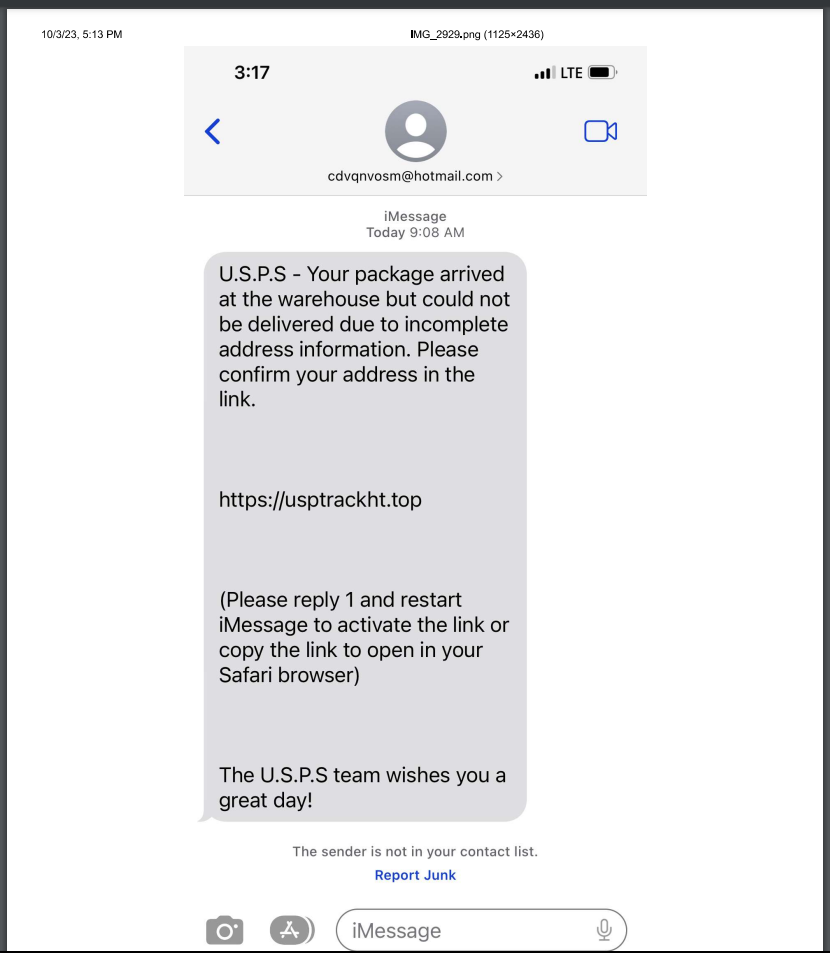 10/3/23, 5:13 PM
IMG_2929.png (1125×2436)
3:17
LTE
cdvqnvosm@hotmail.com >
iMessage
Today 9:08 AM
U.S.P.S - Your package arrived
at the warehouse but could not
be delivered due to incomplete
address information. Please
confirm your address in the
link.
https://usptrackht.top
(Please reply 1 and restart
iMessage to activate the link or
copy the link to open in your
Safari browser)
The U.S.P.S team wishes you a
great day!
The sender is not in your contact list.
Report Junk
iMessage